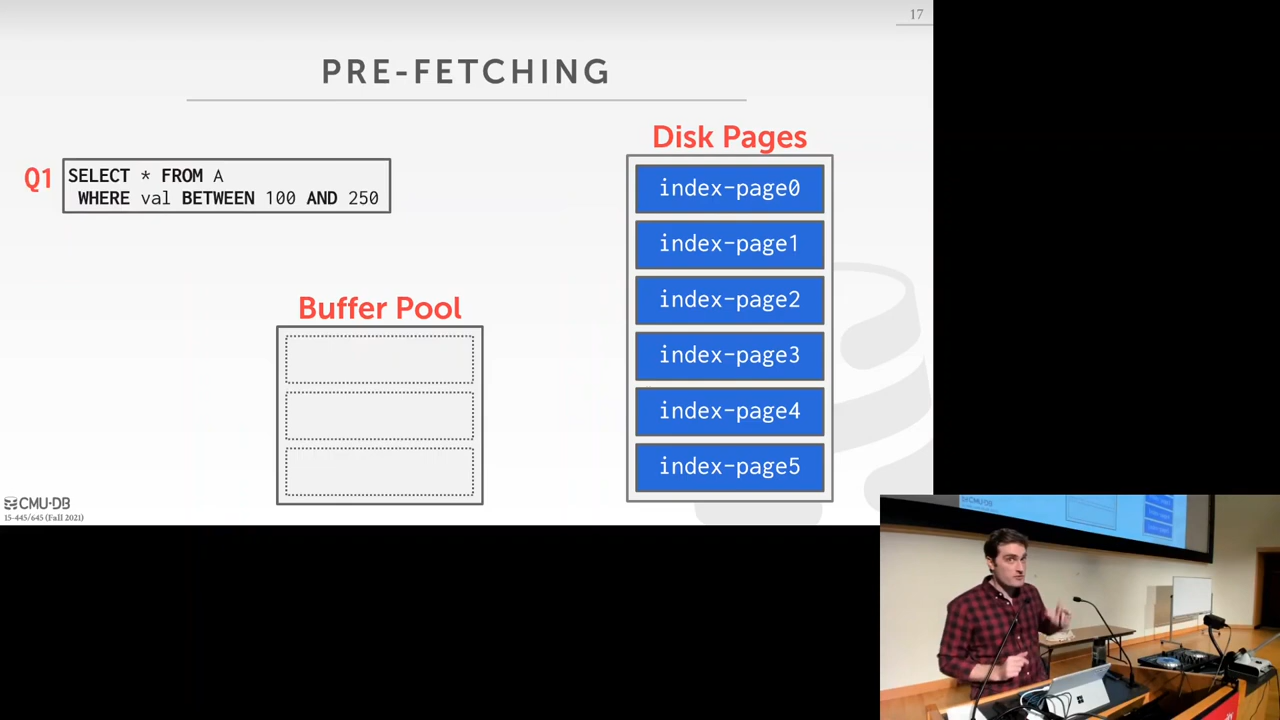 17
PRE-FETCHING
Q1
SELECT * FROM A
WHERE val BETWEEN 100 AND 250
Buffer Pool
Disk Pages
index-page0
index-page1
index-page2
index-page3
index-page4
index-page5
CMU·DB
15-445/645 (Fall 2021)